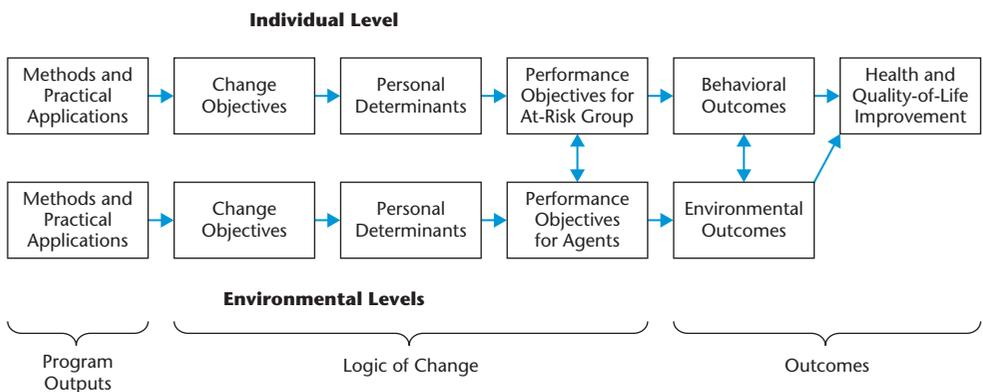 Individual Level
Methods and
Practical
Applications
Change
Objectives
Personal
Determinants
Performance
Objectives for
At-Risk Group
Behavioral
Outcomes
Health and
Quality-of-Life
Improvement
Methods and
Practical
Applications
Change
Objectives
Personal
Determinants
Performance
Objectives
for Agents
Environmental
Outcomes
Environmental Levels
Program
Outputs
Logic of Change
Outcomes